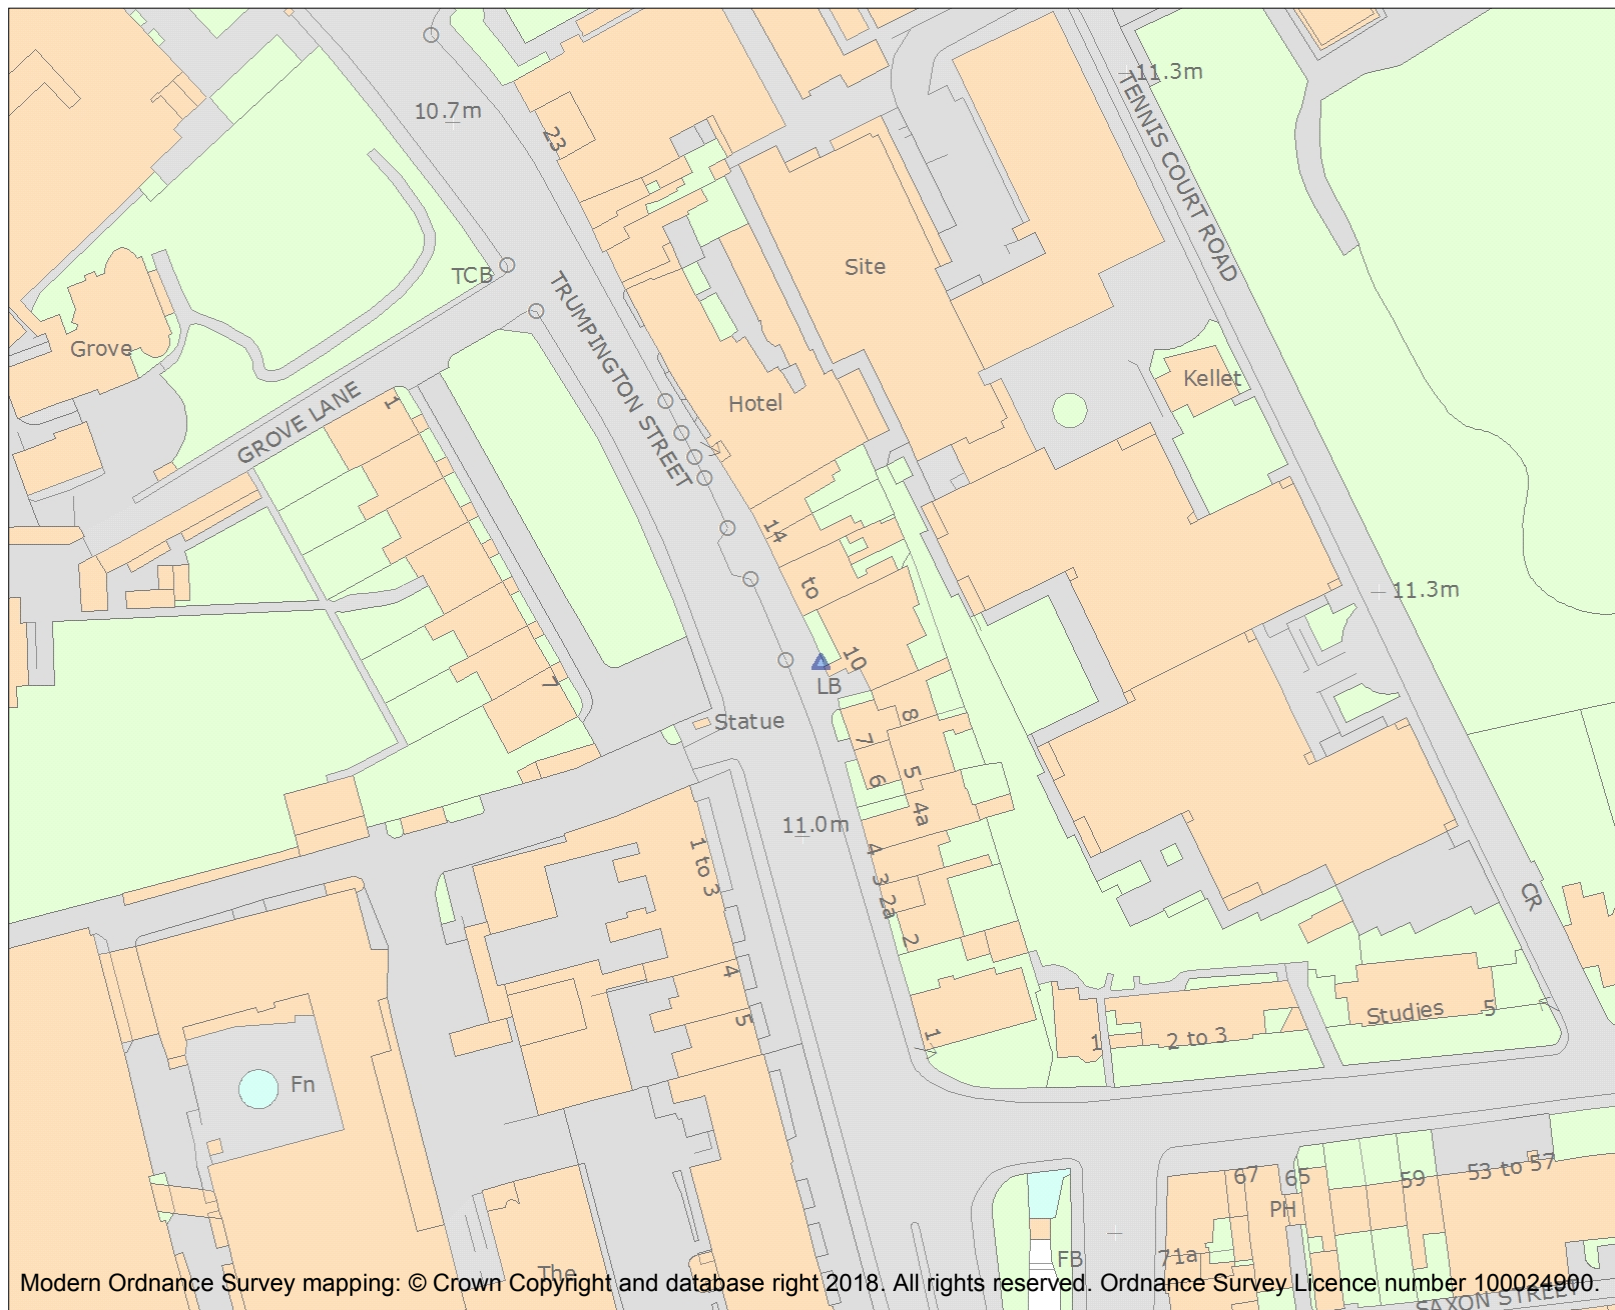 11.3m
TENNIS COURT ROAD
10.7m
23
TCB
TRUMPINGTON STREET
Site
Grove
Kellet
GROVE LANE
1
Hotel
14
to
10
11.3m
7
LB
Statue
8
7
5
6
4a
11.0m
4
1 to 3
3
2a
2
CR
4
5
1
1
2 to 3
Studies
5
Fn
67
65
59
53 to 57
PH
71a
FB
The
Modern Ordnance Survey mapping: © Crown Copyright and database right 2018. All rights reserved. Ordnance Survey Licence number 100024900.
SAXON STREET